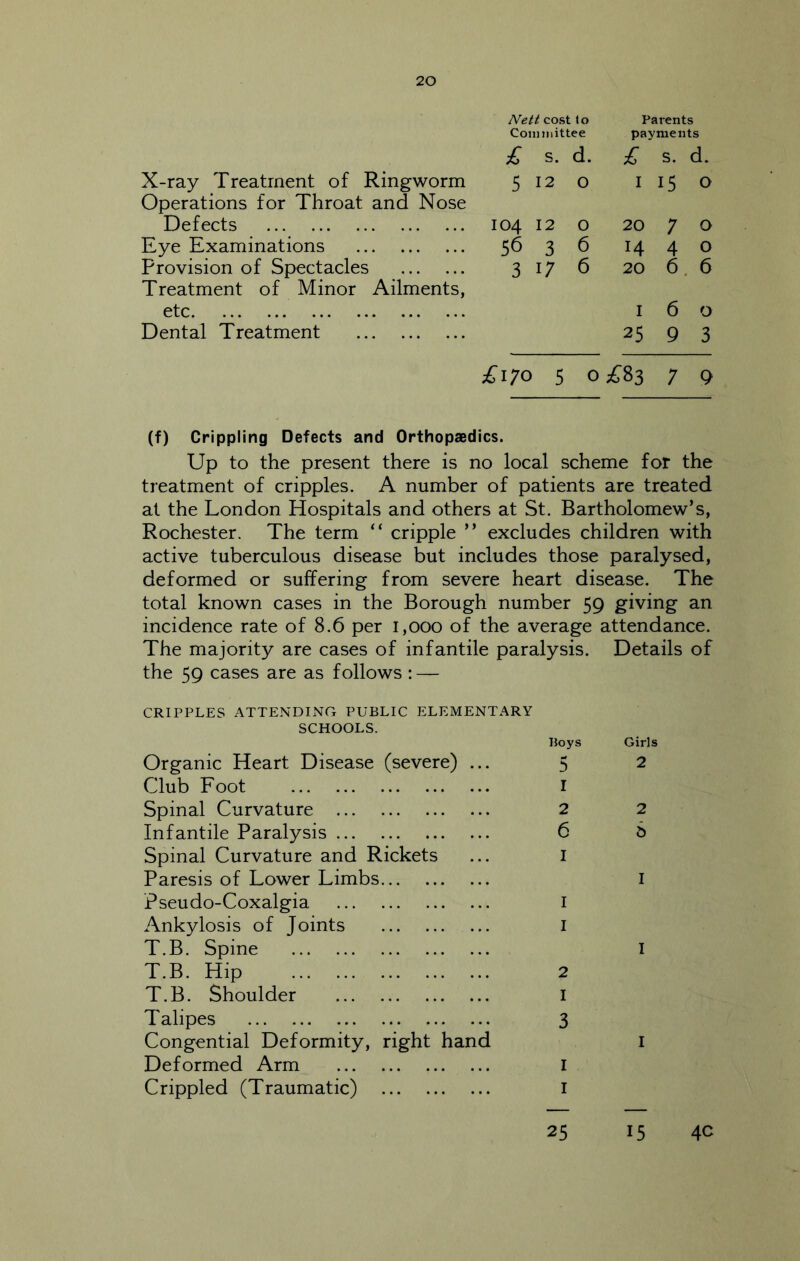 20
Nett cost to Parents
Committee payments
£ s. d. £ s. d.
X-ray Treatment of Ringworm 5 12 0 1 15 0
Operations for Throat and Nose
Defects ... ... ... ... ... ... 104 12 0 20 7 0
Eye Examinations ... ... ... 56 3 6 14 4 0
Provision of Spectacles ... ... 3 17 6 20 6 6
Treatment of Minor Ailments,
etc. ... ... ... ... ... ... 1 6 0
Dental Treatment ... ... ... 25 9 3
£170 5 0 £83 7 9
(f) Crippling Defects and Orthopædics.
Up to the present there is no local scheme for the
treatment of cripples. A number of patients are treated
at the London Hospitals and others at St. Bartholomew's,
Rochester. The term “ cripple ” excludes children with
active tuberculous disease but includes those paralysed,
deformed or suffering from severe heart disease. The
total known cases in the Borough number 59 giving an
incidence rate of 8.6 per 1,000 of the average attendance.
The majority are cases of infantile paralysis. Details of
the 59 cases are as follows : —
CRIPPLES ATTENDING PUBLIC ELEMENTARY
SCHOOLS.
Boys Girls
Organic Heart Disease (severe) ... 5 2
Club Foot ... ... ... ... ... 1
Spinal Curvature ... ... ... ... 2 2
Infantile Paralysis ... ... ... ... 6 8
Spinal Curvature and Rickets ... 1
Paresis of Lower Limbs... ... ... 1
Pseudo-Coxalgia ... ... ... ... 1
Ankylosis of Joints ... ... ... 1
T.B. Spine ... ... ... ... ... 1
T.B. Hip ... ... ... ... ... 2
T.B. Shoulder ... ... ... ... 1
Talipes ... ... ... ... ... ... 3
Congential Deformity, right hand 1
Deformed Arm ... ... ... ... 1
Crippled (Traumatic) ... ... ... 1
25 15 40